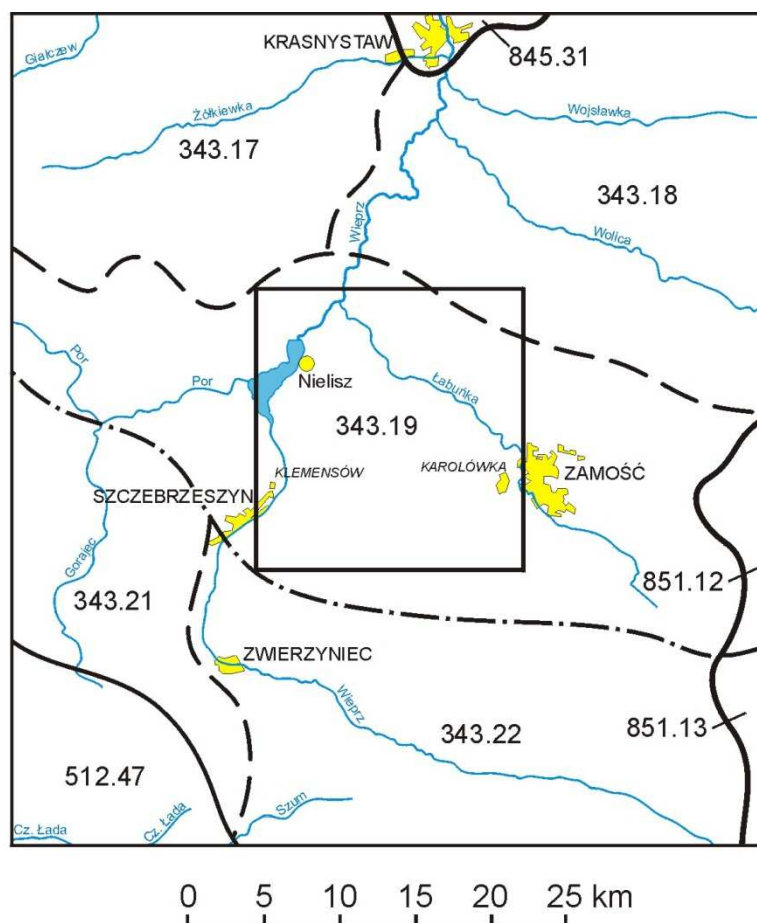 KRASNYSTAW
845.31
Giełczew
Żółkiewka
Wojsławka
343.17
343.18
Wieprz
Wolica
Por
Por
Nielisz
Łabuńka
343.19
KLEMENSÓW
KAROLÓWKA
ZAMOŚĆ
SZCZEBRZESZYN
Gorajec
851.12
343.21
ZWIERZYNIEC
Wieprz
343.22
851.13
512.47
Szum
Cz. Łada
Cz. Łada
0 5 10 15 20 25 km